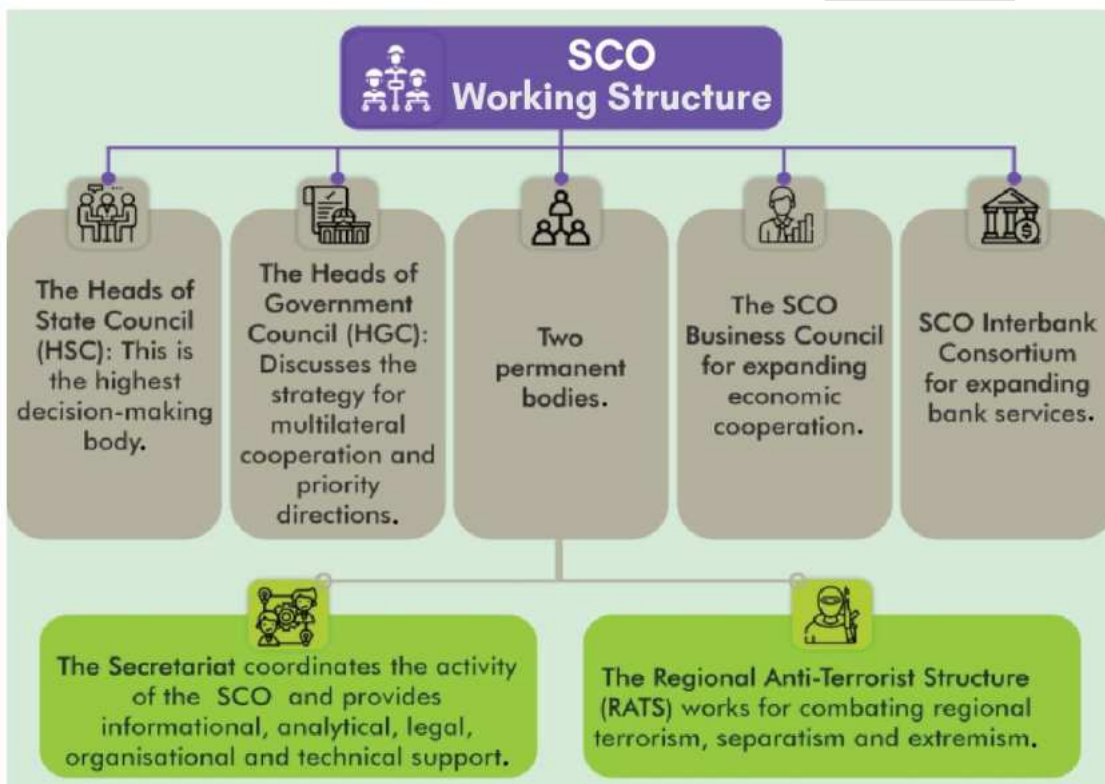 SCO
Working Structure
The Heads of
State Council
(HSC): This is
the highest
decision-making
body.
The Heads of
Government
Council (HGC):
Discusses the
strategy for
multilateral
cooperation and
priority
directions.
Two
permanent
bodies.
The SCO
Business Council
for expanding
economic
cooperation.
SCO Interbank
Consortium
for expanding
bank services.
The Secretariat coordinates the activity
of the SCO and provides
informational, analytical, legal,
organisational and technical support.
The Regional Anti-Terrorist Structure
(RATS) works for combating regional
terrorism, separatism and extremism.